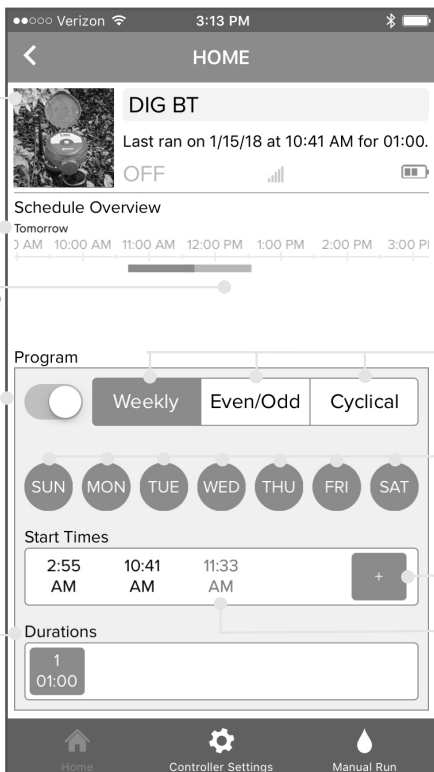 Verizon 3:13 PM
HOME
DIG BT
Last ran on 1/15/18 at 10:41 AM for 01:00.
OFF
Schedule Overview
Tomorrow
AM 10:00 AM 11:00 AM 12:00 PM 1:00 PM 2:00 PM 3:00 P
Program
Weekly Even/Odd Cyclical
SUN MON TUE WED THU FRI SAT
Start Times
2:55 10:41 11:33
AM AM AM +
Durations
1
01:00
Home Controller Settings Manual Run